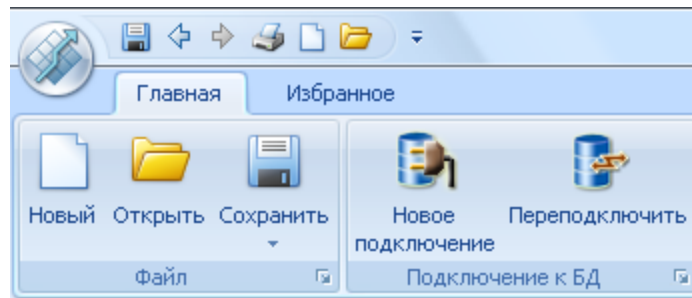 Главная Избранное
Новый Открыть Сохранить Новое подключение Переподключить
Файл Подключение к БД